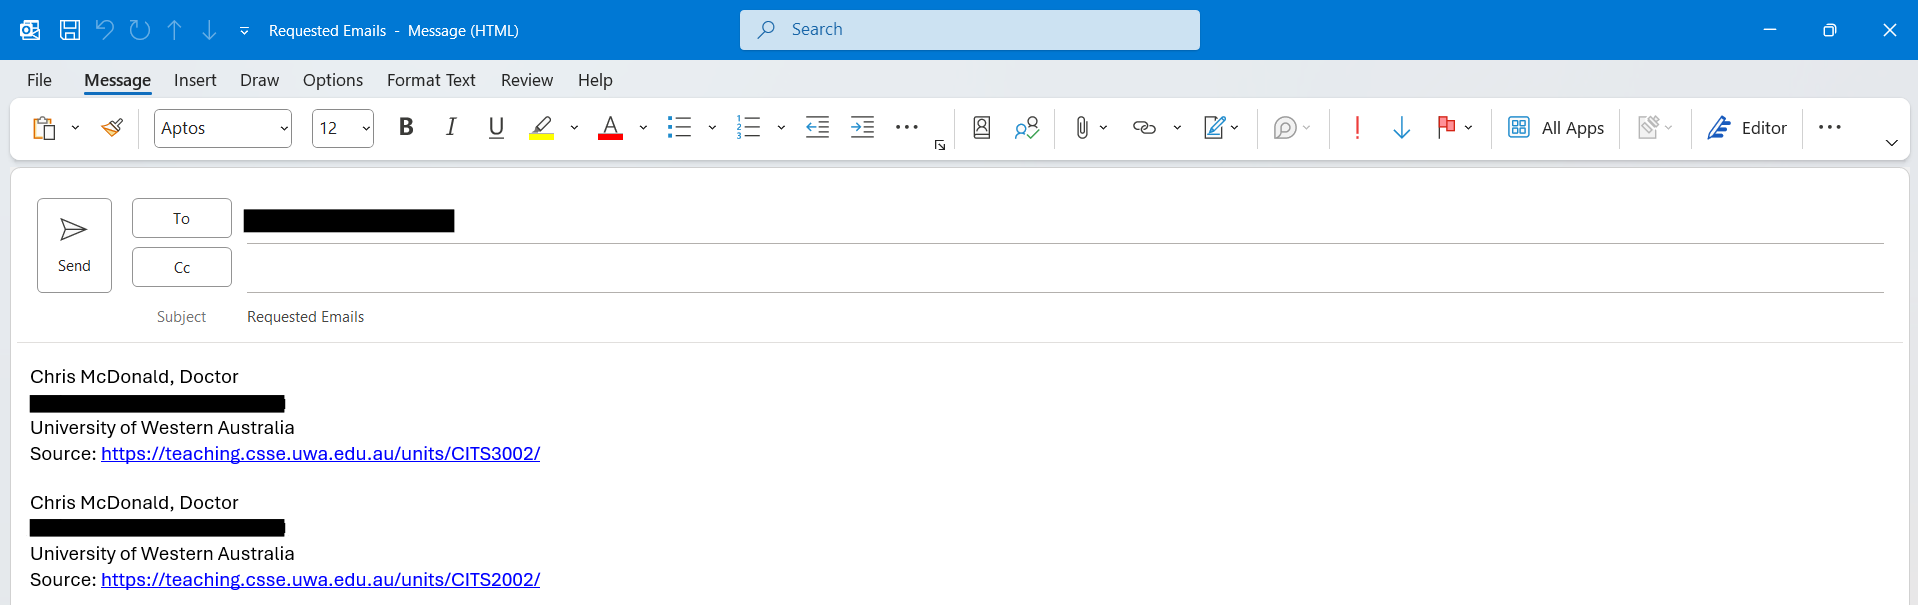 Requested Emails - Message (HTML)
Search
File Message Insert Draw Options Format Text Review Help
Aptos 12 B I U A All Apps Editor
Send
To
Cc
Subject Requested Emails
Chris McDonald, Doctor
University of Western Australia
Source: https://teaching.csse.uwa.edu.au/units/CITS3002/
Chris McDonald, Doctor
University of Western Australia
Source: https://teaching.csse.uwa.edu.au/units/CITS2002/